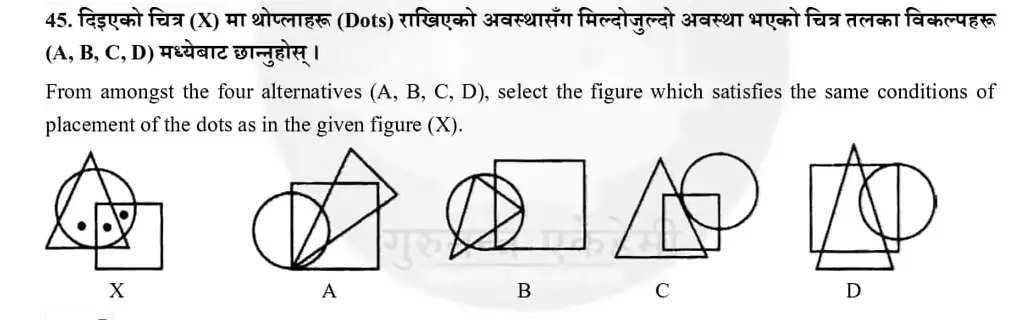 45. दिइएको चित्र (X) मा थोप्लाहरू (Dots) राखिएको अवस्थासँग मिल्दोजुल्दो अवस्था भएको चित्र तलका विकल्पहरू
(A, B, C, D) मध्येबाट छान्नुहोस् ।
From amongst the four alternatives (A, B, C, D), select the figure which satisfies the same conditions of
placement of the dots as in the given figure (X).
X A B C D